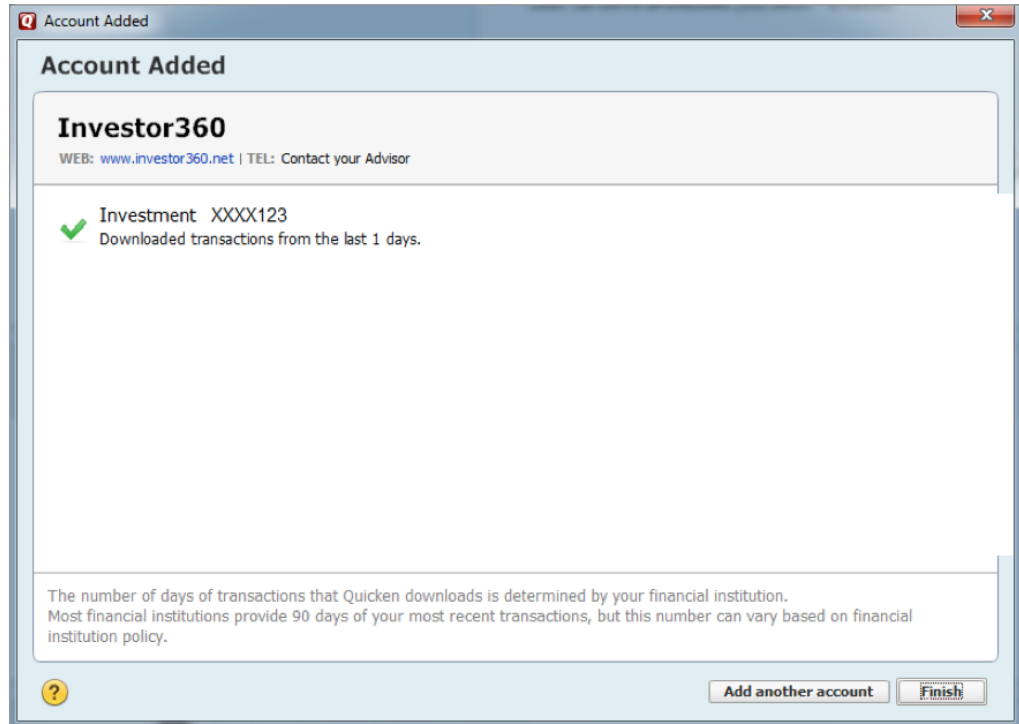 Account Added
Account Added
Investor360
WEB: www.investor360.net | TEL: Contact your Advisor
Investment XXXX123
Downloaded transactions from the last 1 days.
The number of days of transactions that Quicken downloads is determined by your financial institution.
Most financial institutions provide 90 days of your most recent transactions, but this number can vary based on financial
institution policy.
? Add another account Finish